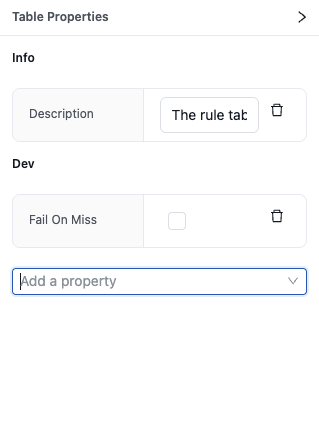 Table Properties
Info
Description
The rule tab
Dev
Fail On Miss
Add a property